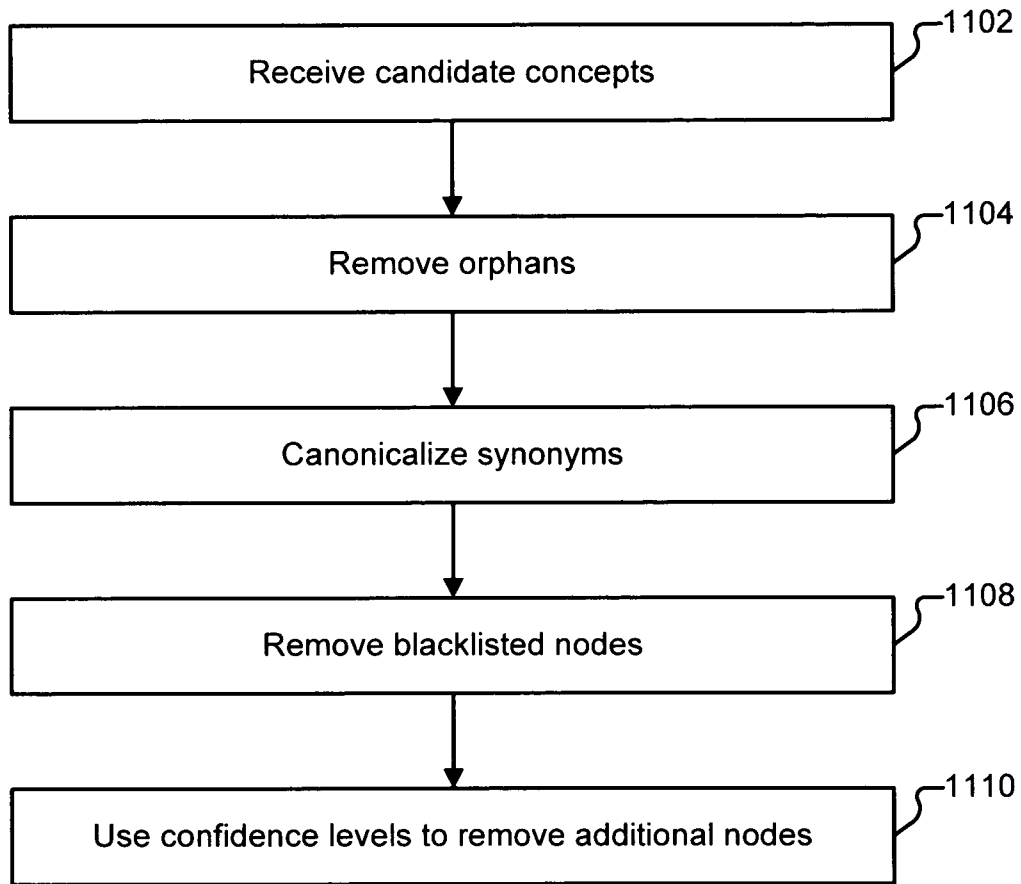 1102
Receive candidate concepts
1104
Remove orphans
1106
Canonicalize synonyms
1108
Remove blacklisted nodes
1110
Use confidence levels to remove additional nodes